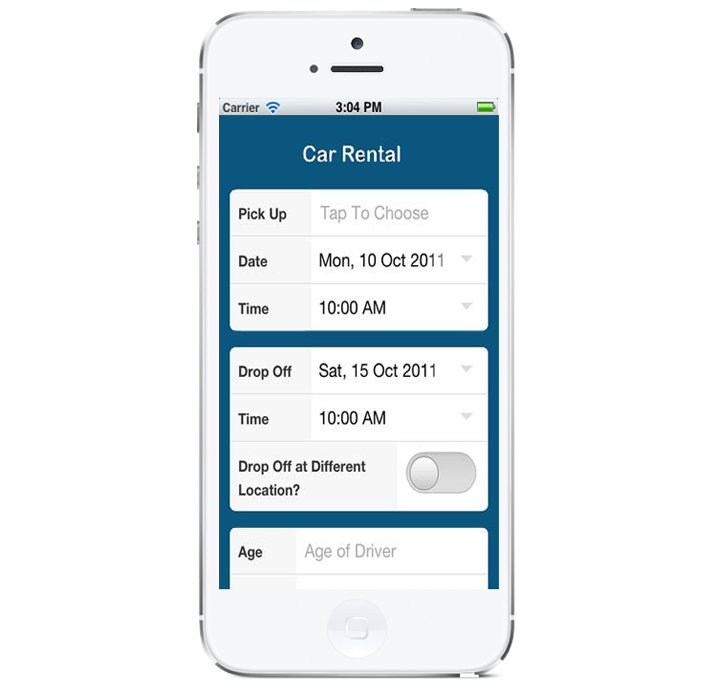 Carrier 3:04 PM
Car Rental
Pick Up Tap To Choose
Date Mon, 10 Oct 2011
Time 10:00 AM
Drop Off Sat, 15 Oct 2011
Time 10:00 AM
Drop Off at Different
Location?
Age Age of Driver